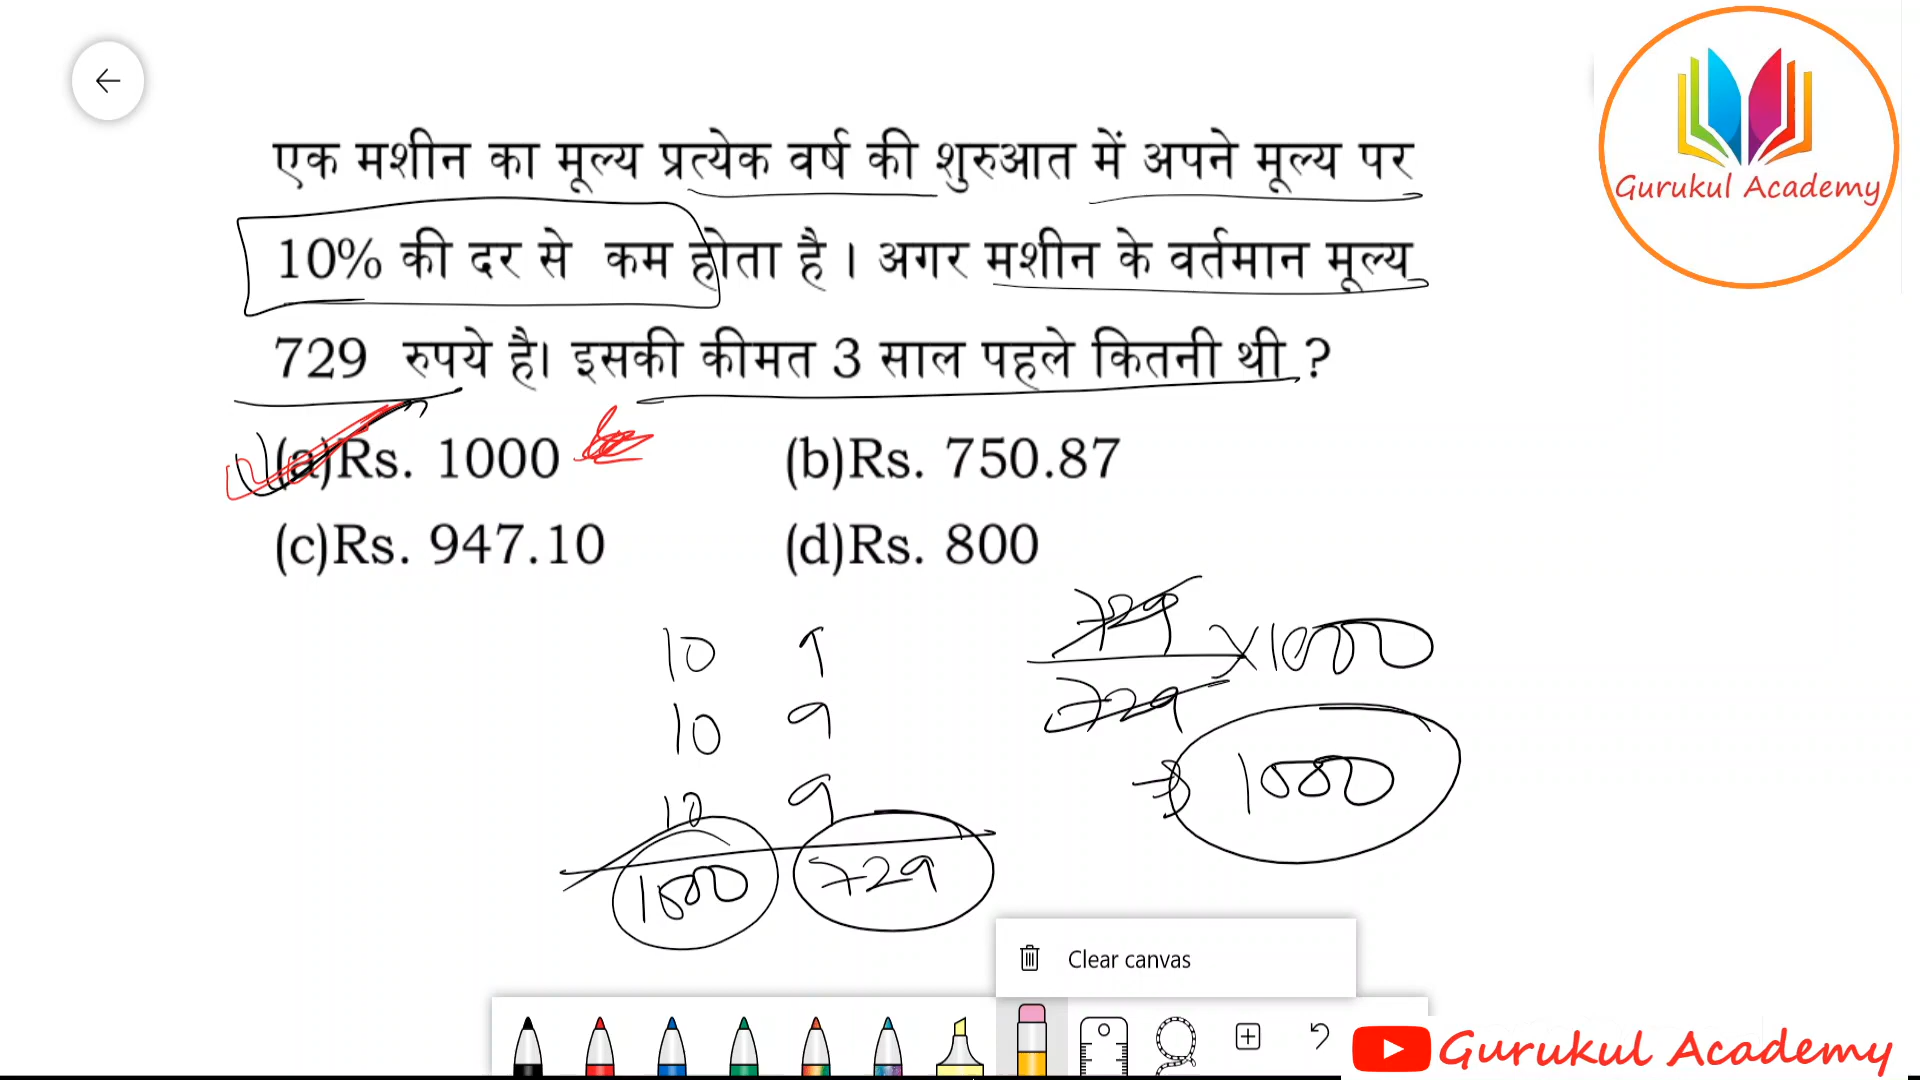 एक मशीन का मूल्य प्रत्येक वर्ष की शुरुआत में अपने मूल्य पर
10% की दर से कम होता है । अगर मशीन के वर्तमान मूल्य
729 रुपये है। इसकी कीमत 3 साल पहले कितनी थी ?
(a)Rs. 1000 (b)Rs. 750.87
(c)Rs. 947.10 (d)Rs. 800
10 9
10 9
10 9
1000 729
729
×1000
729
⇒ 1000
Gurukul Academy
Clear canvas
Gurukul Academy